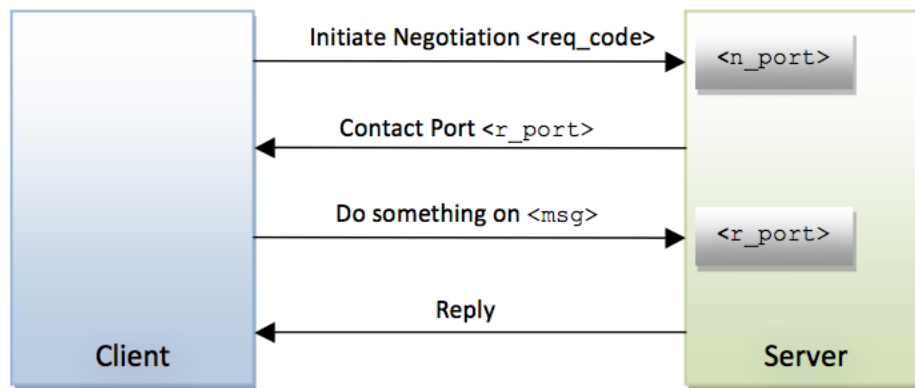 Initiate Negotiation <req_code>
<n_port>
Contact Port <r_port>
Do something on <msg>
<r_port>
Reply
Client
Server